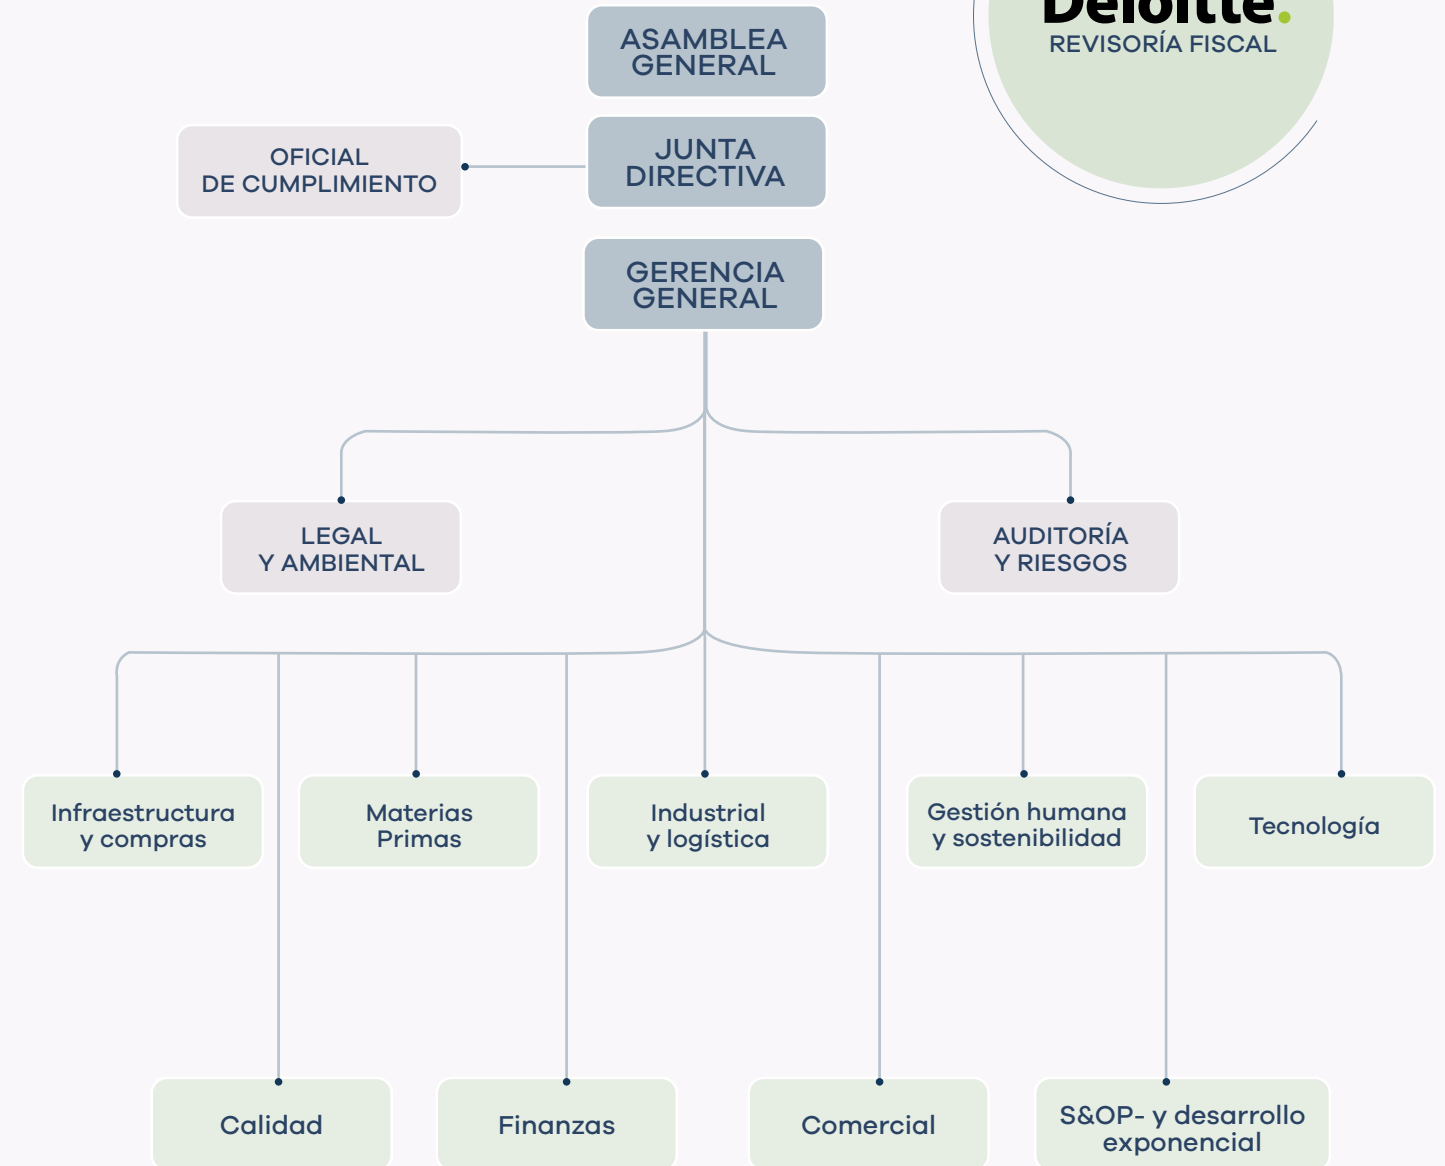 Deloitte.
REVISORÍA FISCAL
ASAMBLEA
GENERAL
JUNTA
DIRECTIVA
OFICIAL
DE CUMPLIMIENTO
GERENCIA
GENERAL
LEGAL
Y AMBIENTAL
AUDITORÍA
Y RIESGOS
Infraestructura
y compras
Materias
Primas
Industrial
y logística
Gestión humana
y sostenibilidad
Tecnología
Calidad
Finanzas
Comercial
S&OP- y desarrollo
exponencial